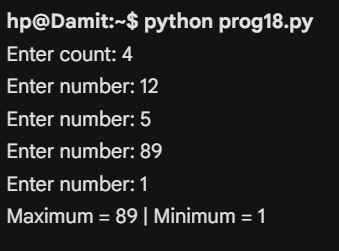 hp@Damit:~$ python prog18.py
Enter count: 4
Enter number: 12
Enter number: 5
Enter number: 89
Enter number: 1
Maximum = 89 | Minimum = 1